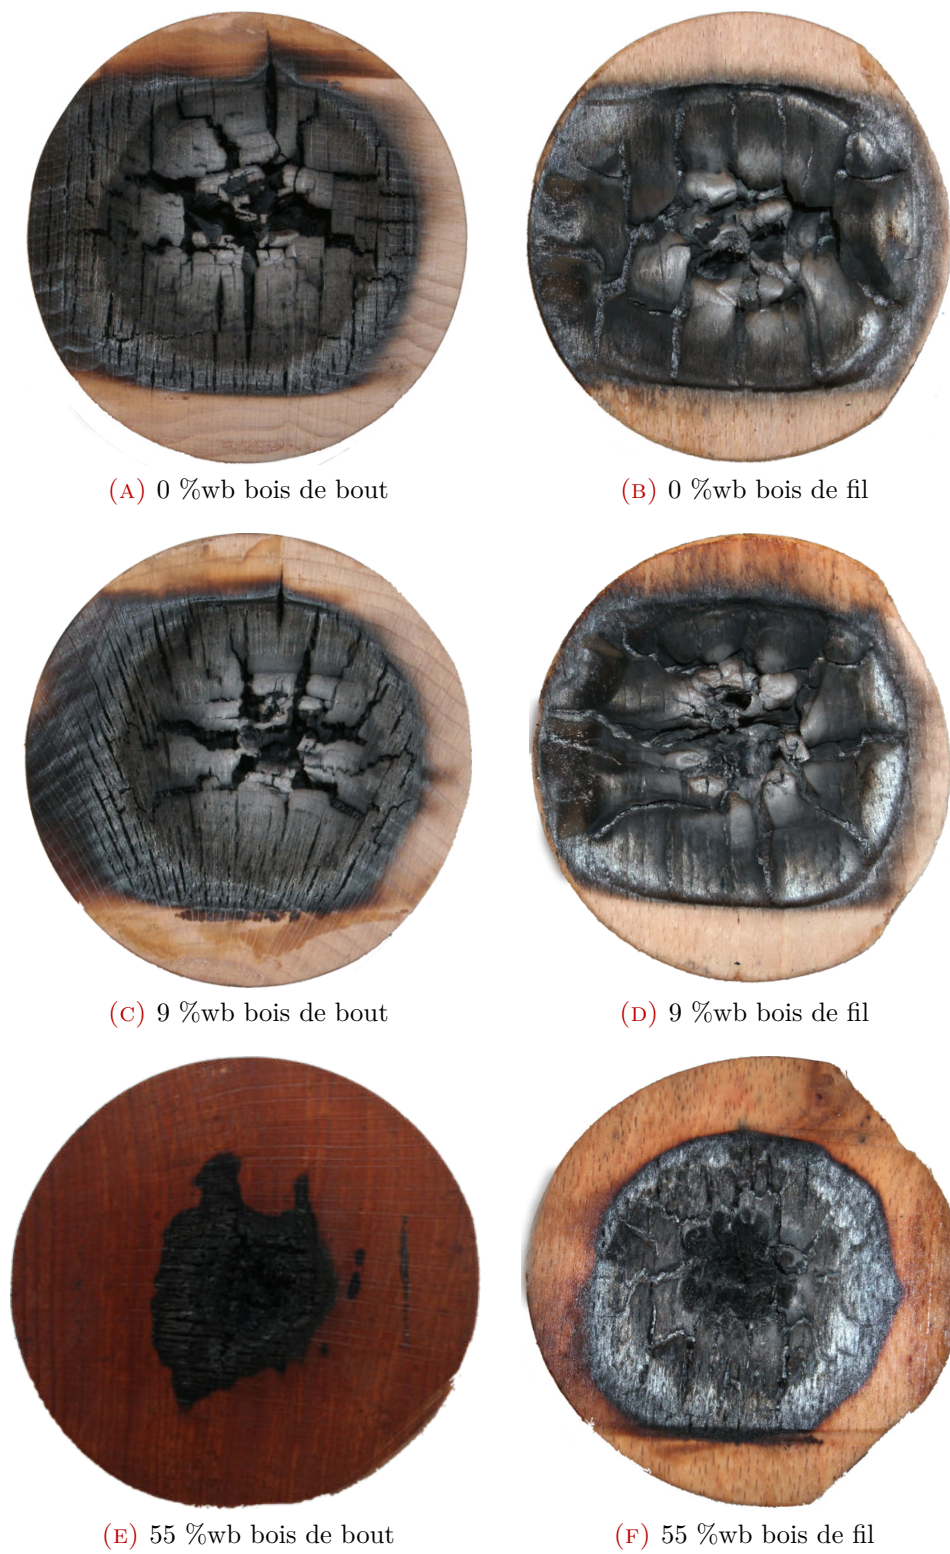 (A) 0 %wb bois de bout
(B) 0 %wb bois de fil
(C) 9 %wb bois de bout
(D) 9 %wb bois de fil
(E) 55 %wb bois de bout
(F) 55 %wb bois de fil